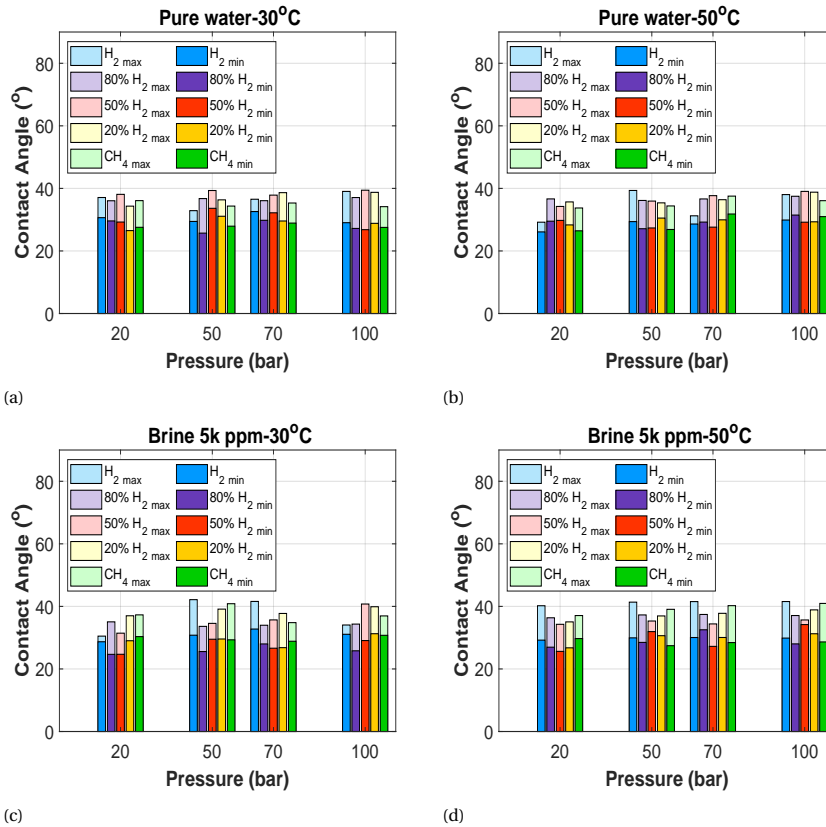 Pure water-30°C
Contact Angle (°)
80
60
40
20
0
H2 max
80% H2 max
50% H2 max
20% H2 max
CH4 max
H2 min
80% H2 min
50% H2 min
20% H2 min
CH4 min
20 50 70 100
Pressure (bar)
(a)
Pure water-50°C
Contact Angle (°)
80
60
40
20
0
H2 max
80% H2 max
50% H2 max
20% H2 max
CH4 max
H2 min
80% H2 min
50% H2 min
20% H2 min
CH4 min
20 50 70 100
Pressure (bar)
(b)
Brine 5k ppm-30°C
Contact Angle (°)
80
60
40
20
0
H2 max
80% H2 max
50% H2 max
20% H2 max
CH4 max
H2 min
80% H2 min
50% H2 min
20% H2 min
CH4 min
20 50 70 100
Pressure (bar)
(c)
Brine 5k ppm-50°C
Contact Angle (°)
80
60
40
20
0
H2 max
80% H2 max
50% H2 max
20% H2 max
CH4 max
H2 min
80% H2 min
50% H2 min
20% H2 min
CH4 min
20 50 70 100
Pressure (bar)
(d)